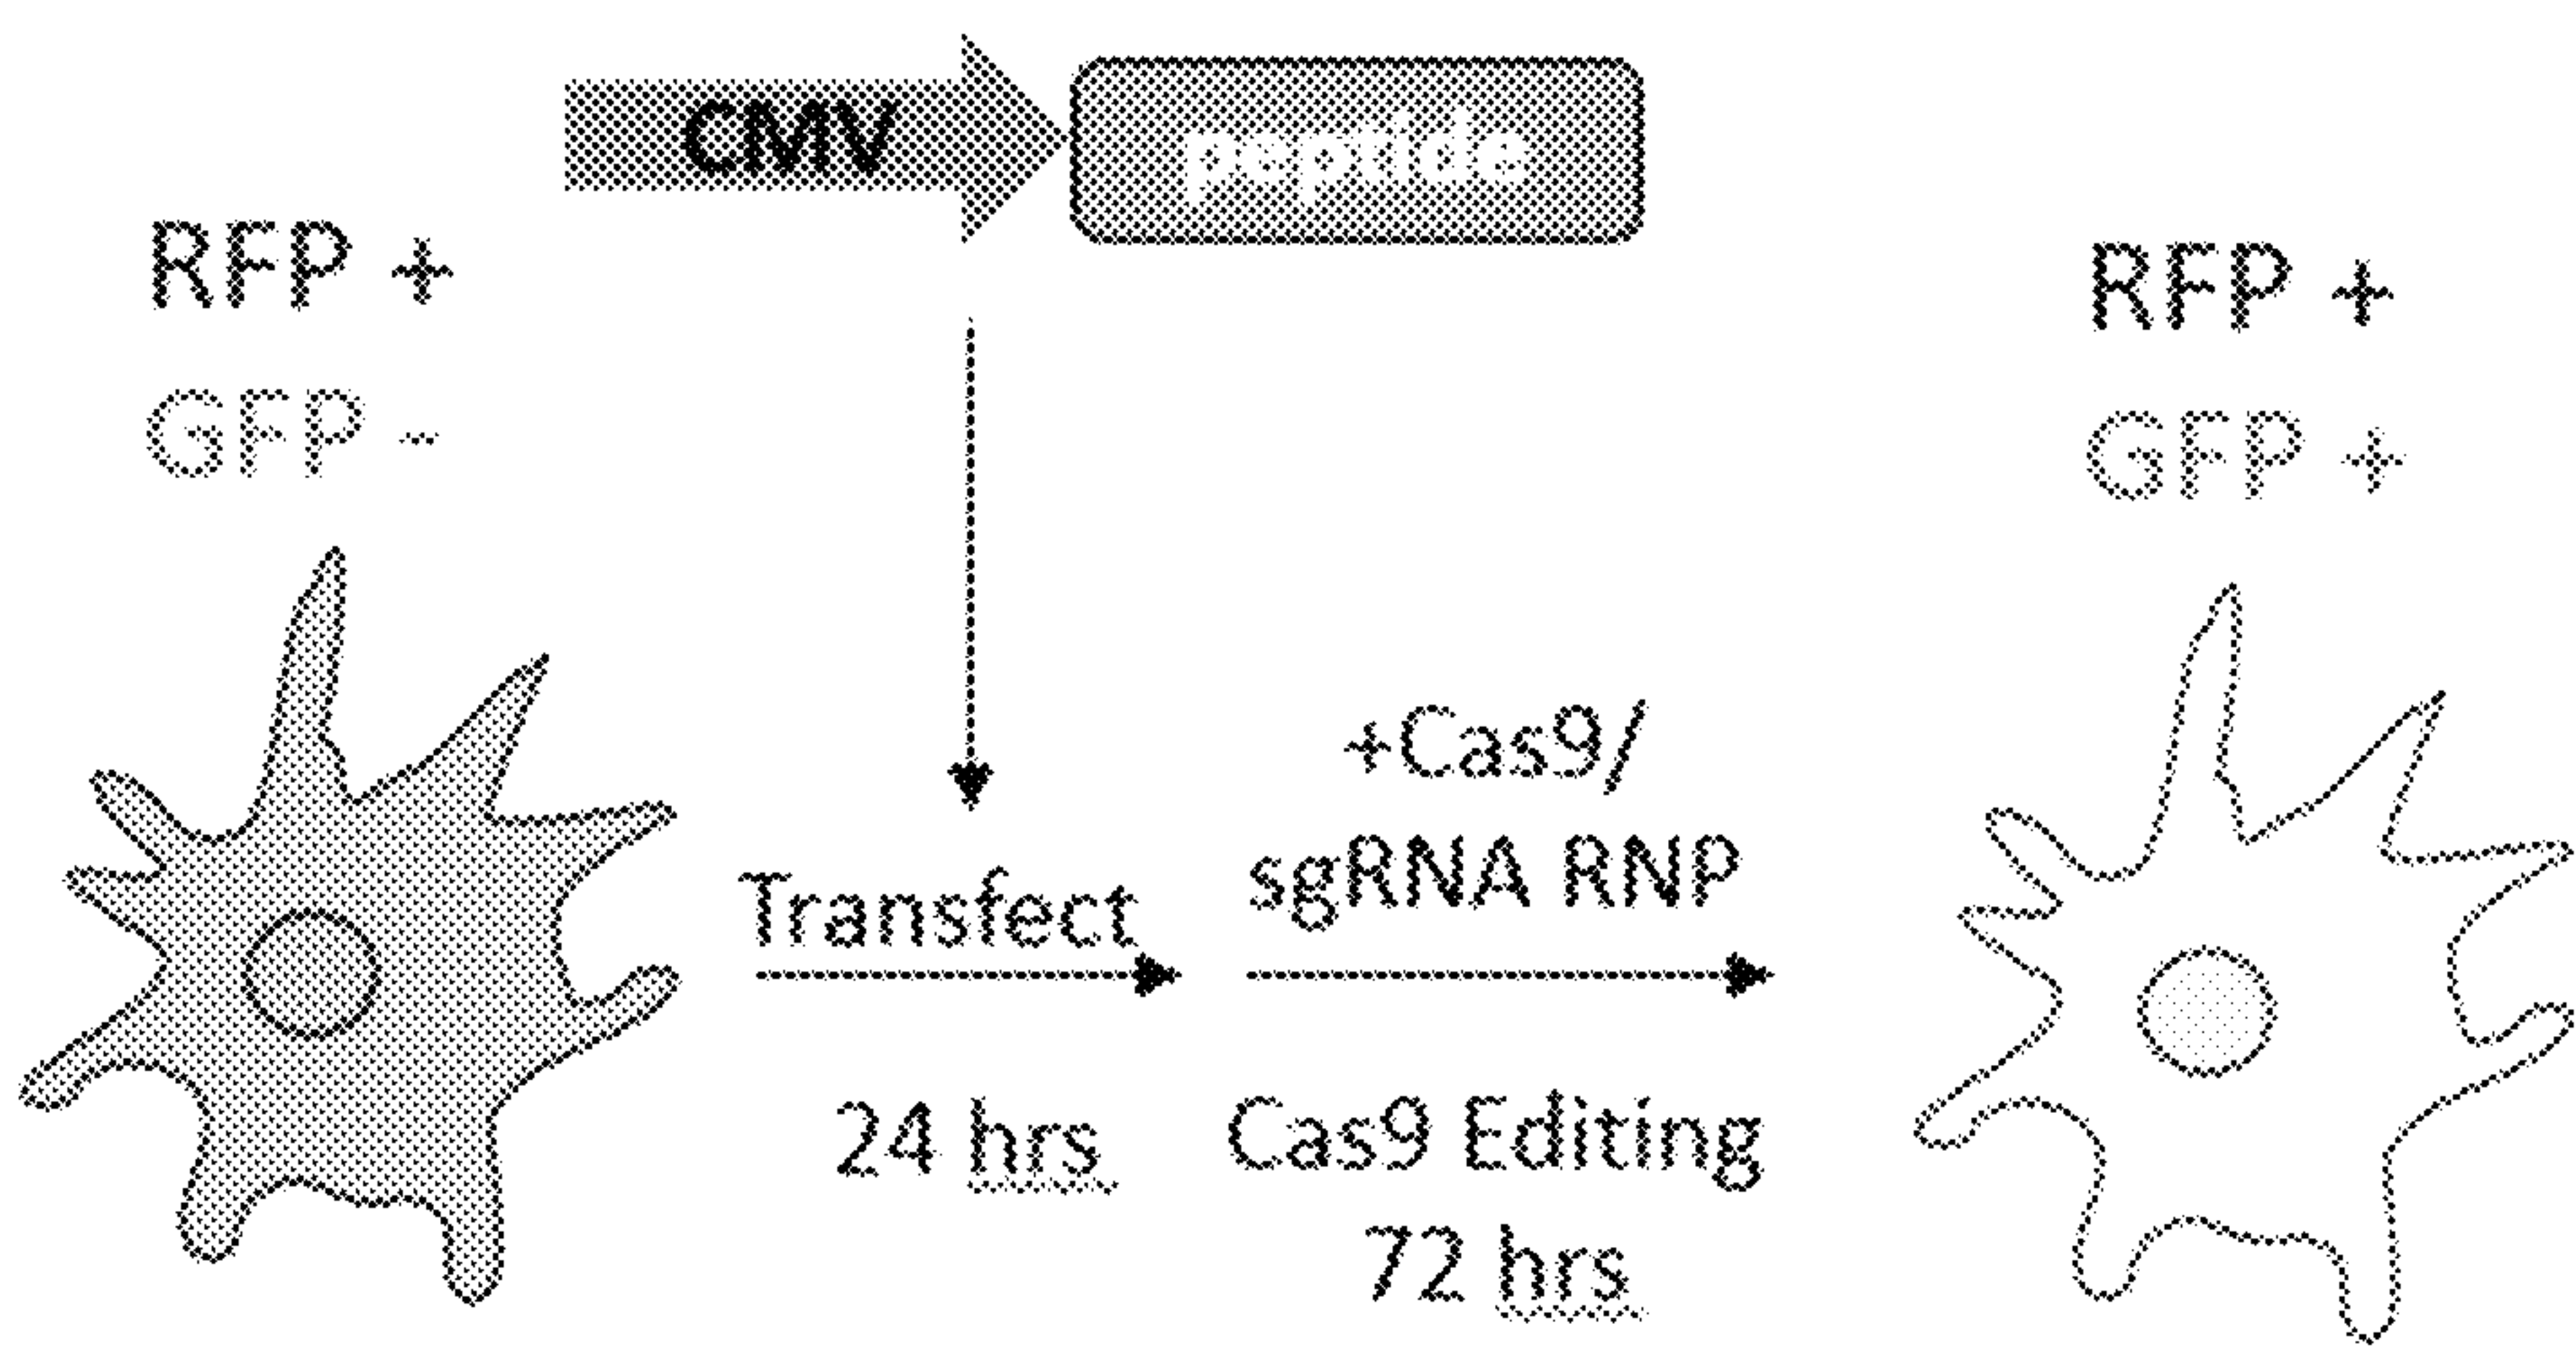 CMV
peptide
RFP +
GFP -
Transfect
24 hrs
+Cas9/
sgRNA RNP
Cas9 Editing
72 hrs
RFP +
GFP +